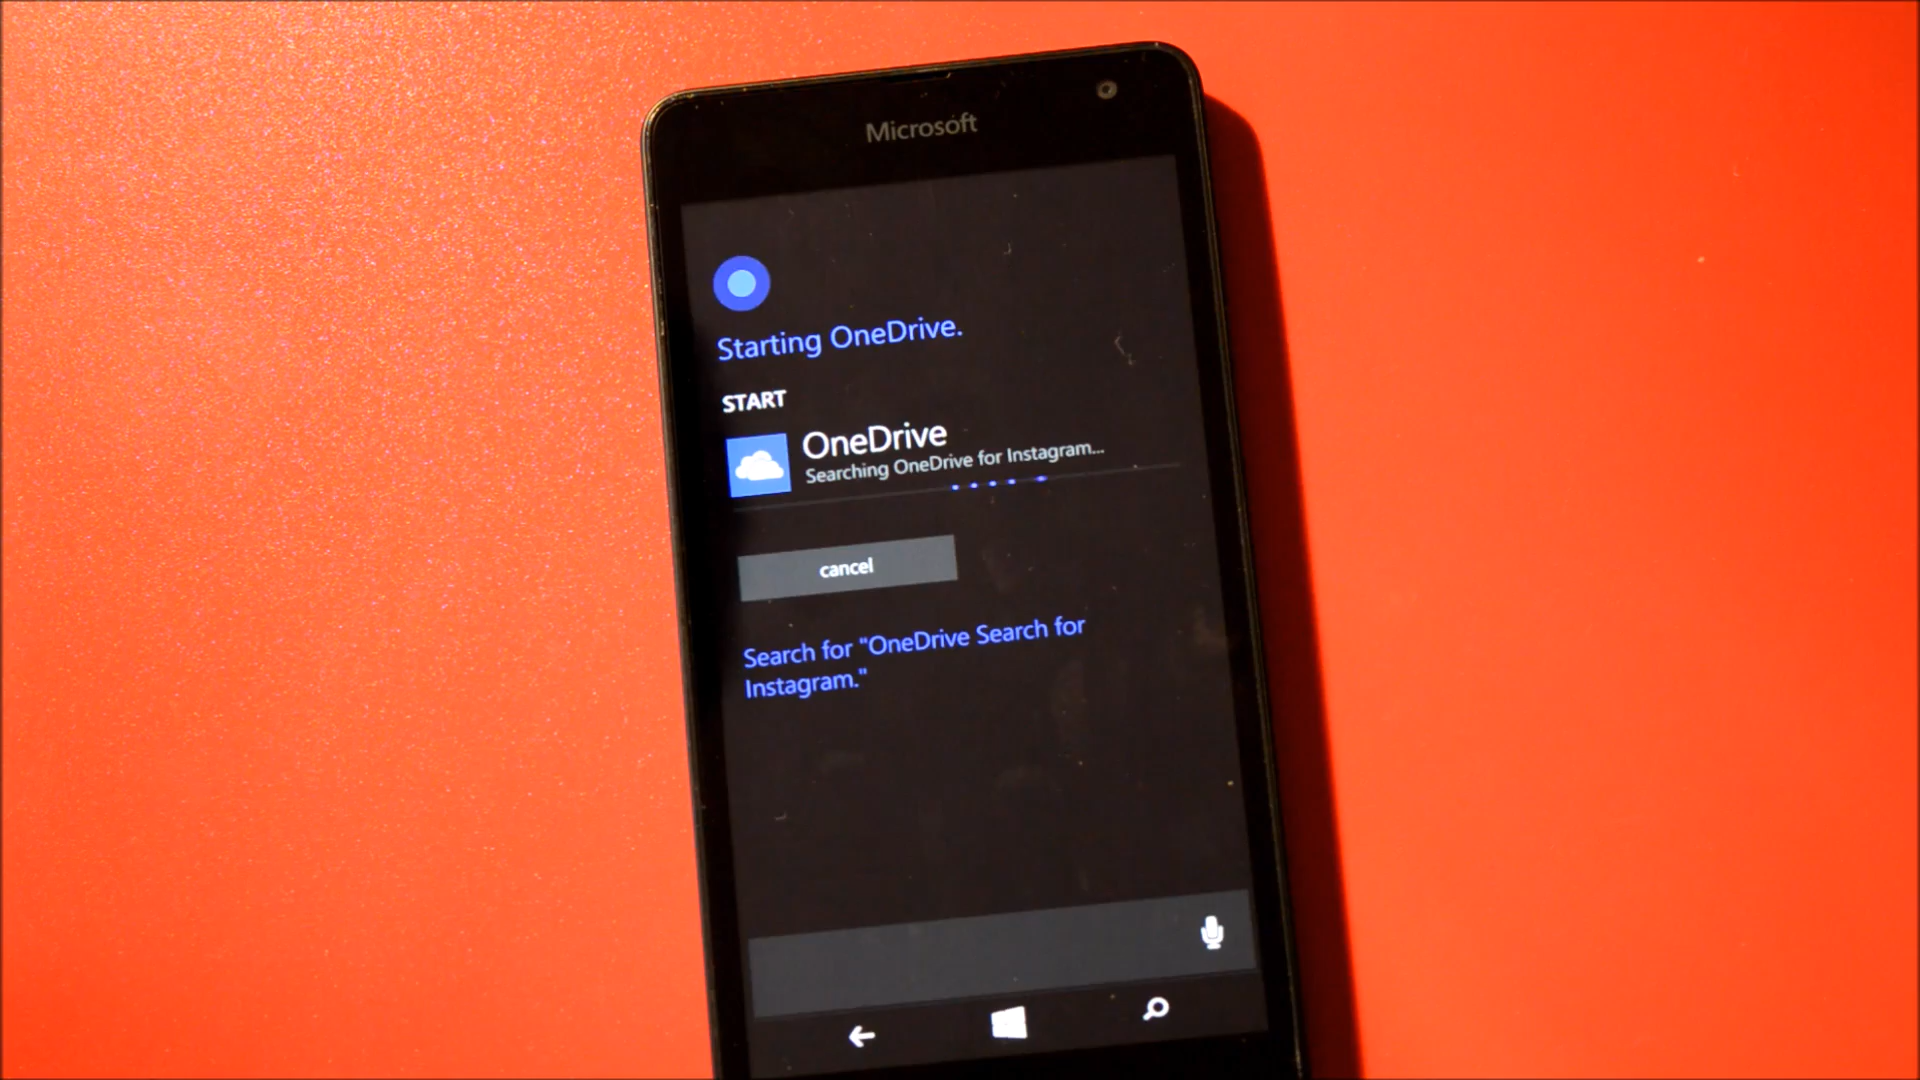 Microsoft
Starting OneDrive.
START
OneDrive
Searching OneDrive for Instagram...
cancel
Search for "OneDrive Search for
Instagram."